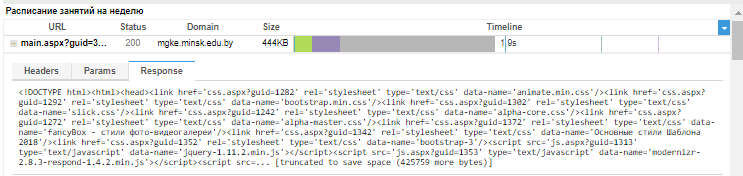 Расписание занятий на неделю
URL Status Domain Size Timeline
main.aspx?guid=3... 200 mgke.minsk.edu.by 444KB 1,9s
Headers Params Response
<!DOCTYPE html><html><head><link href='css.aspx?guid=1282' rel='stylesheet' type='text/css' data-name='animate.min.css'/><link href='css.aspx?
guid=1292' rel='stylesheet' type='text/css' data-name='bootstrap.min.css'/><link href='css.aspx?guid=1302' rel='stylesheet' type='text/css'
data-name='slick.css'/><link href='css.aspx?guid=1242' rel='stylesheet' type='text/css' data-name='alpha-core.css'/><link href='css.aspx?
guid=1272' rel='stylesheet' type='text/css' data-name='alpha-master.css'/><link href='css.aspx?guid=1372' rel='stylesheet' type='text/css'
data-name='fancyBox - стили фото-видеогалереи'/><link href='css.aspx?guid=1342' rel='stylesheet' data-name='Основные стили Шаблона
2018'/><link href='css.aspx?guid=1352' rel='stylesheet' data-name='bootstrap-3'/><script src='js.aspx?guid=1313'
type='text/javascript' data-name='jquery-1.11.2.min.js'></script><script src='js.aspx?guid=1353' type='text/javascript' data-name='modernizr-
2.8.3-respond-1.4.2.min.js'></script><script src=... [truncated to save space (425759 more bytes)]